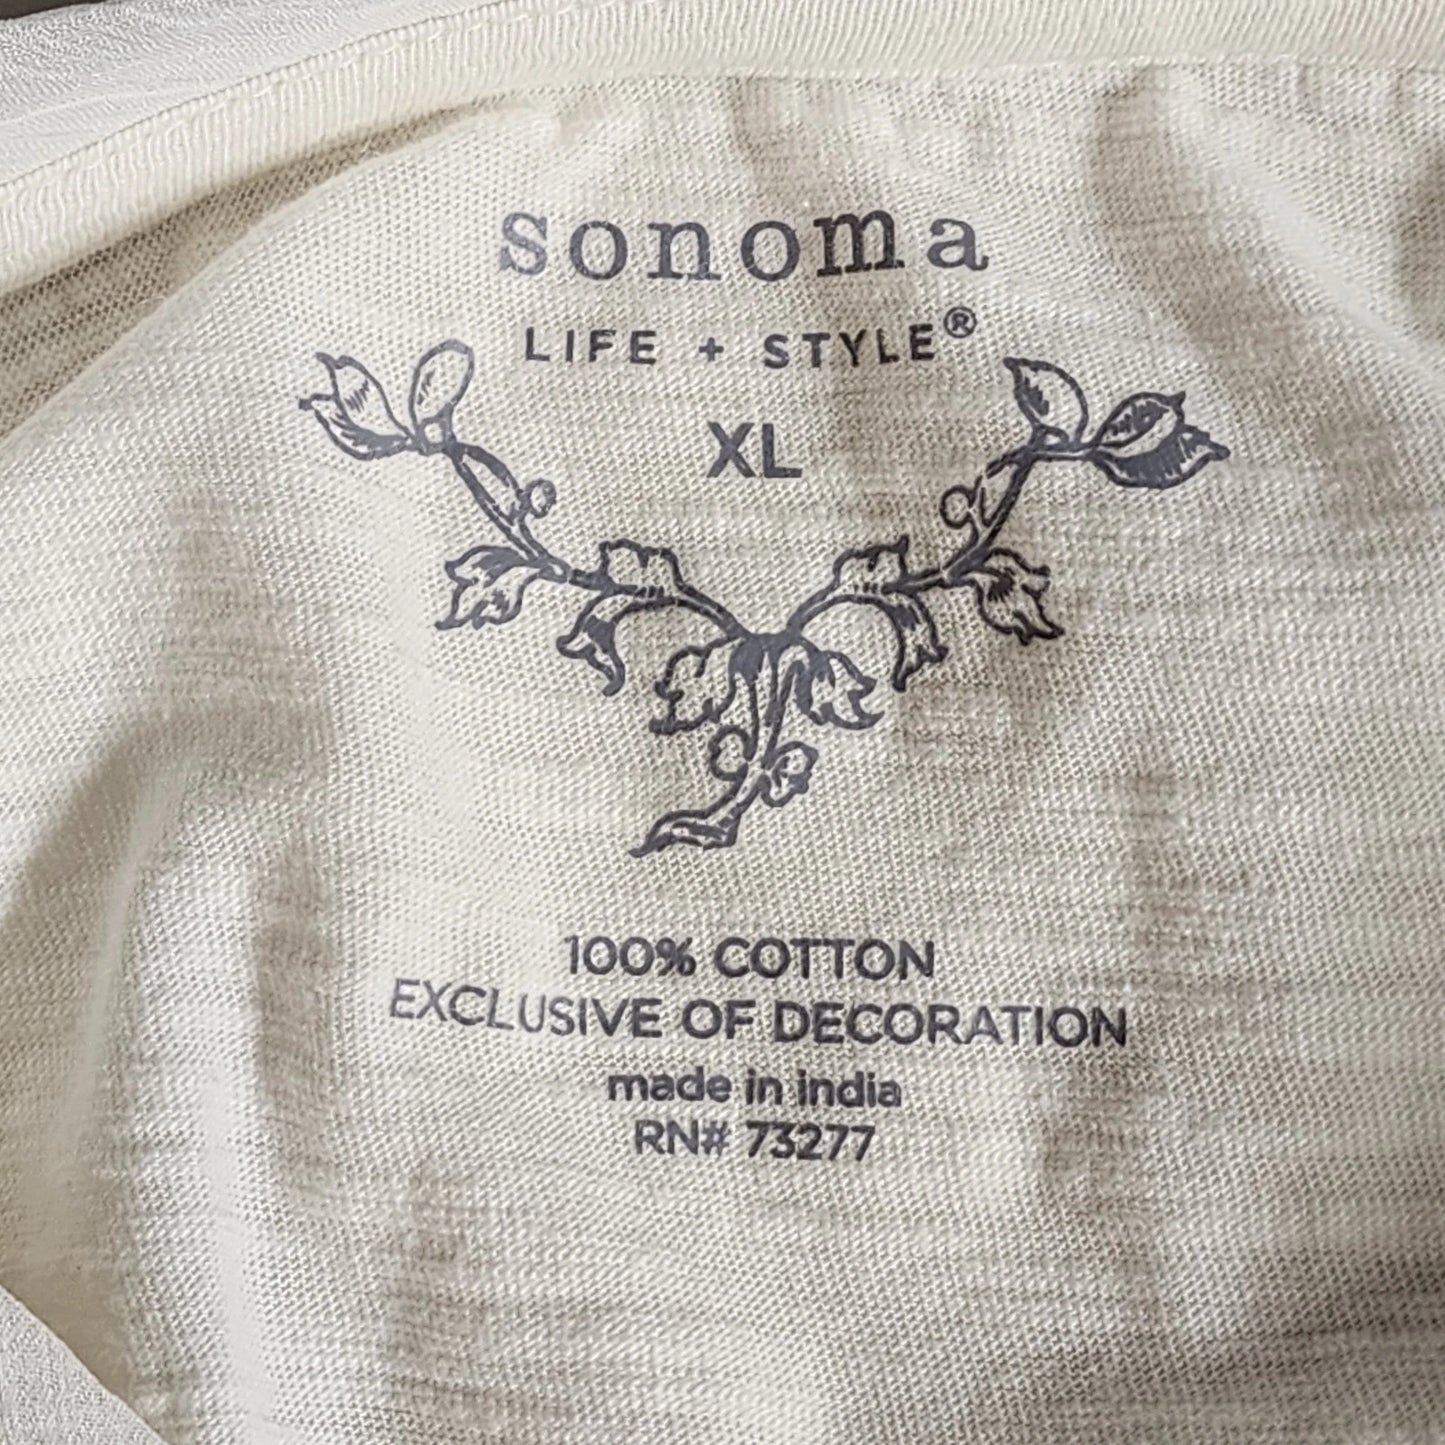 sonoma
LIFE + STYLE®
XL
100% COTTON
EXCLUSIVE OF DECORATION
made in india
RN# 73277